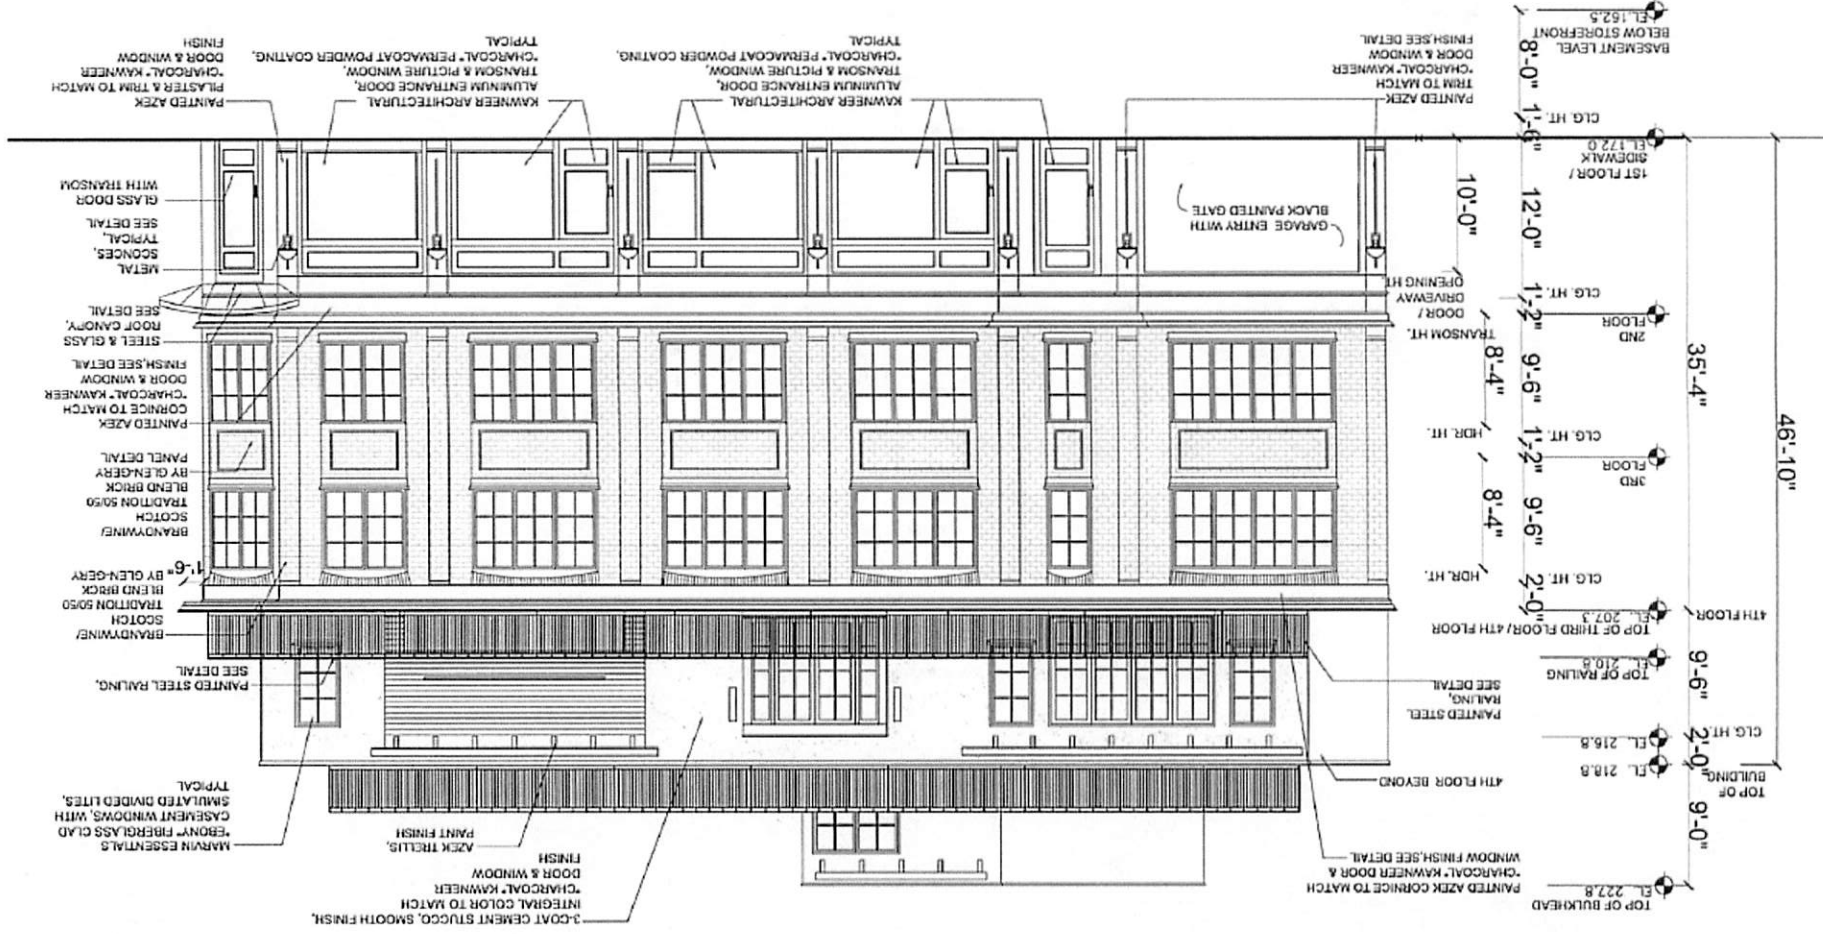 TOP OF BULKHEAD
EL. 227.8
9'-0"
TOP OF
BUILDING
EL. 218.8
2'-0"
EL. 216.8
CLG. HT.
9'-6"
TOP OF RAILING
EL. 210.8
TOP OF THIRD FLOOR / 4TH FLOOR
EL. 207.3
4TH FLOOR
46'-10"
35'-4"
2'-0"
CLG. HT.
HDR. HT.
9'-6"
8'-4"
3RD
FLOOR
1'-2"
CLG. HT.
HDR. HT.
9'-6"
8'-4"
2ND
FLOOR
1'-2"
CLG. HT.
TRANSOM HT.
DOOR /
DRIVEWAY
OPENING HT.
12'-0"
10'-0"
1ST FLOOR /
SIDEWALK
EL.172.0
1'-6"
CLG. HT.
8'-0"
BASEMENT LEVEL
BELOW STOREFRONT
EL.162.5
PAINTED AZEK CORNICE TO MATCH
"CHARCOAL" KAWNEER DOOR &
WINDOW FINISH,SEE DETAIL
4TH FLOOR BEYOND
PAINTED STEEL
RAILING,
SEE DETAIL
3-COAT CEMENT STUCCO, SMOOTH FINISH,
INTEGRAL COLOR TO MATCH
"CHARCOAL" KAWNEER
DOOR & WINDOW
FINISH
AZEK TRELLIS,
PAINT FINISH
MARVIN ESSENTIALS
"EBONY" FIBERGLASS CLAD
CASEMENT WINDOWS, WITH
SIMULATED DIVIDED LITES,
TYPICAL
PAINTED STEEL RAILING,
SEE DETAIL
BRANDYWINE/
SCOTCH
TRADITION 50/50
BLEND BRICK
BY GLEN-GERY
1'-6"
BRANDYWINE/
SCOTCH
TRADITION 50/50
BLEND BRICK
BY GLEN-GERY
PANEL DETAIL
PAINTED AZEK
CORNICE TO MATCH
"CHARCOAL" KAWNEER
DOOR & WINDOW
FINISH,SEE DETAIL
STEEL & GLASS
ROOF CANOPY,
SEE DETAIL
METAL
SCONCES,
TYPICAL,
SEE DETAIL
GLASS DOOR
WITH TRANSOM
GARAGE ENTRY WITH
BLACK PAINTED GATE
PAINTED AZEK
TRIM TO MATCH
"CHARCOAL" KAWNEER
DOOR & WINDOW
FINISH,SEE DETAIL
KAWNEER ARCHITECTURAL
ALUMINUM ENTRANCE DOOR,
TRANSOM & PICTURE WINDOW,
"CHARCOAL" PERMACOAT POWDER COATING,
TYPICAL
KAWNEER ARCHITECTURAL
ALUMINUM ENTRANCE DOOR,
TRANSOM & PICTURE WINDOW,
"CHARCOAL" PERMACOAT POWDER COATING,
TYPICAL
PAINTED AZEK
PILASTER & TRIM TO MATCH
"CHARCOAL" KAWNEER
DOOR & WINDOW
FINISH